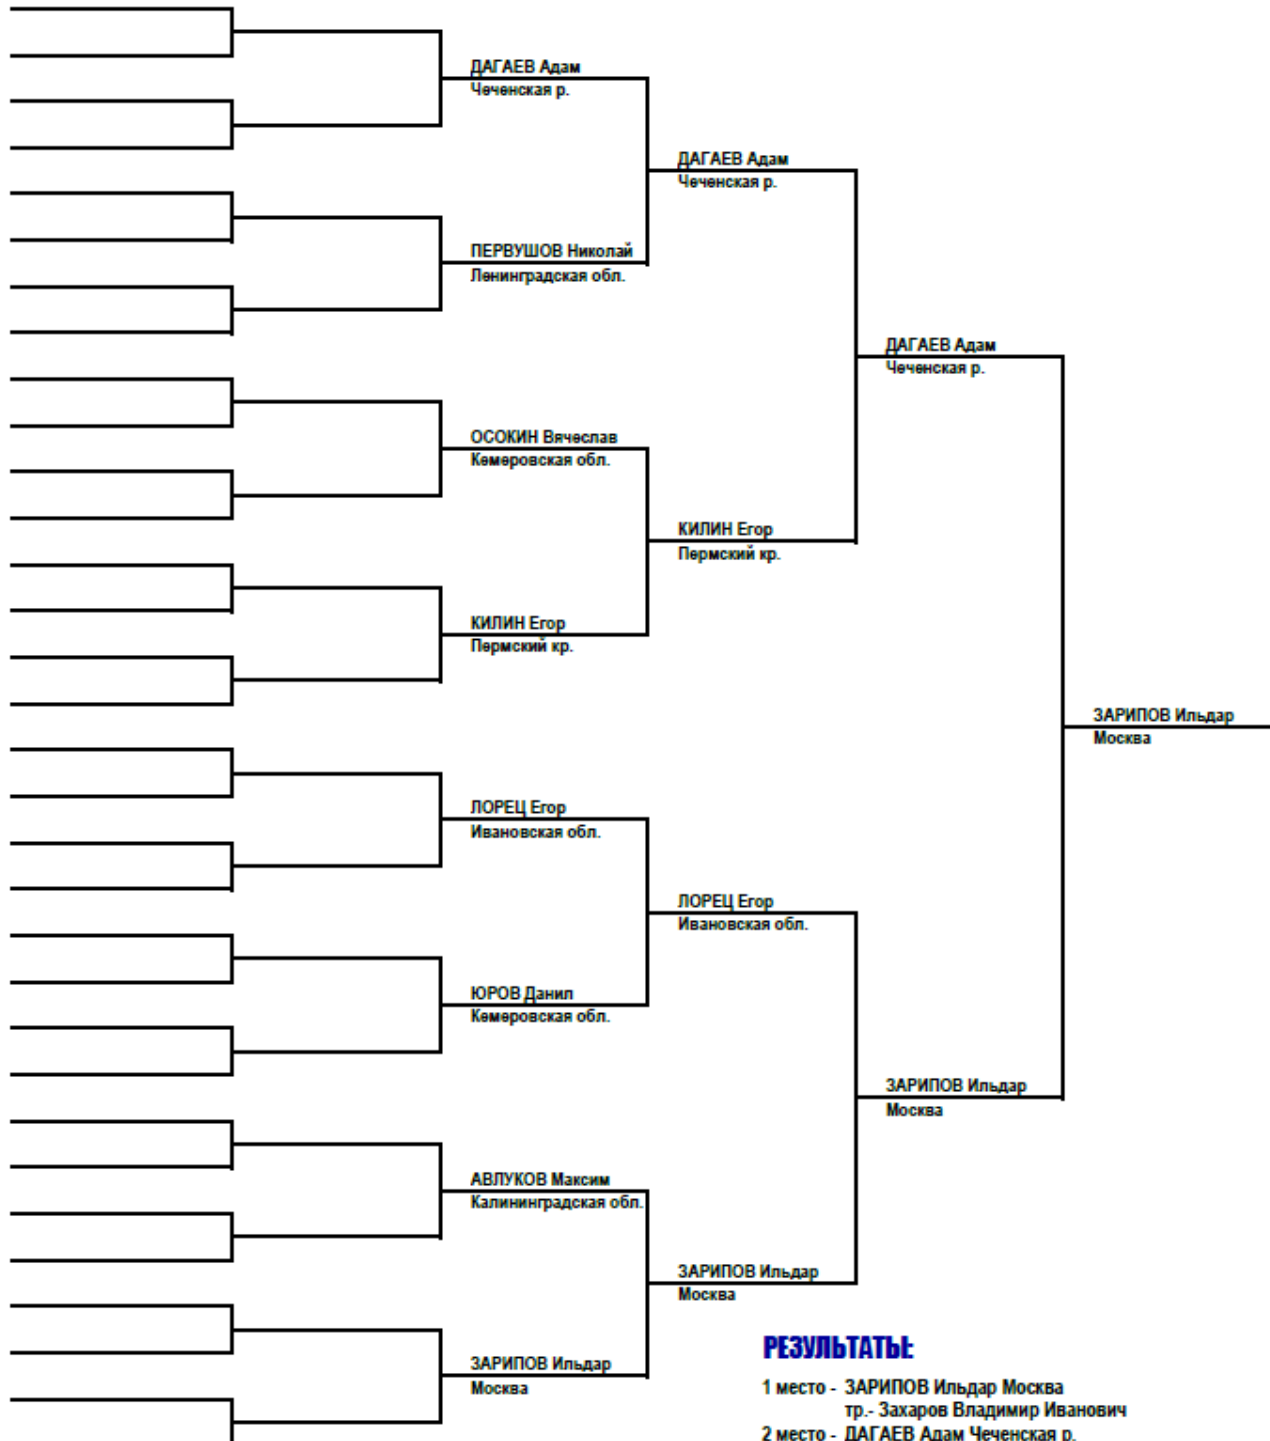 ДАГАЕВ Адам
Чеченская р.
ДАГАЕВ Адам
Чеченская р.
ПЕРВУШОВ Николай
Ленинградская обл.
ДАГАЕВ Адам
Чеченская р.
ОСОКИН Вячеслав
Кемеровская обл.
КИЛИН Егор
Пермский кр.
КИЛИН Егор
Пермский кр.
ЗАРИПОВ Ильдар
Москва
ЛОРЕЦ Егор
Ивановская обл.
ЛОРЕЦ Егор
Ивановская обл.
ЮРОВ Данил
Кемеровская обл.
ЗАРИПОВ Ильдар
Москва
АВЛУКОВ Максим
Калининградская обл.
ЗАРИПОВ Ильдар
Москва
ЗАРИПОВ Ильдар
Москва
РЕЗУЛЬТАТЫ:
1 место - ЗАРИПОВ Ильдар Москва
тр.- Захаров Владимир Иванович
2 место - ДАГАЕВ Адам Чеченская р.